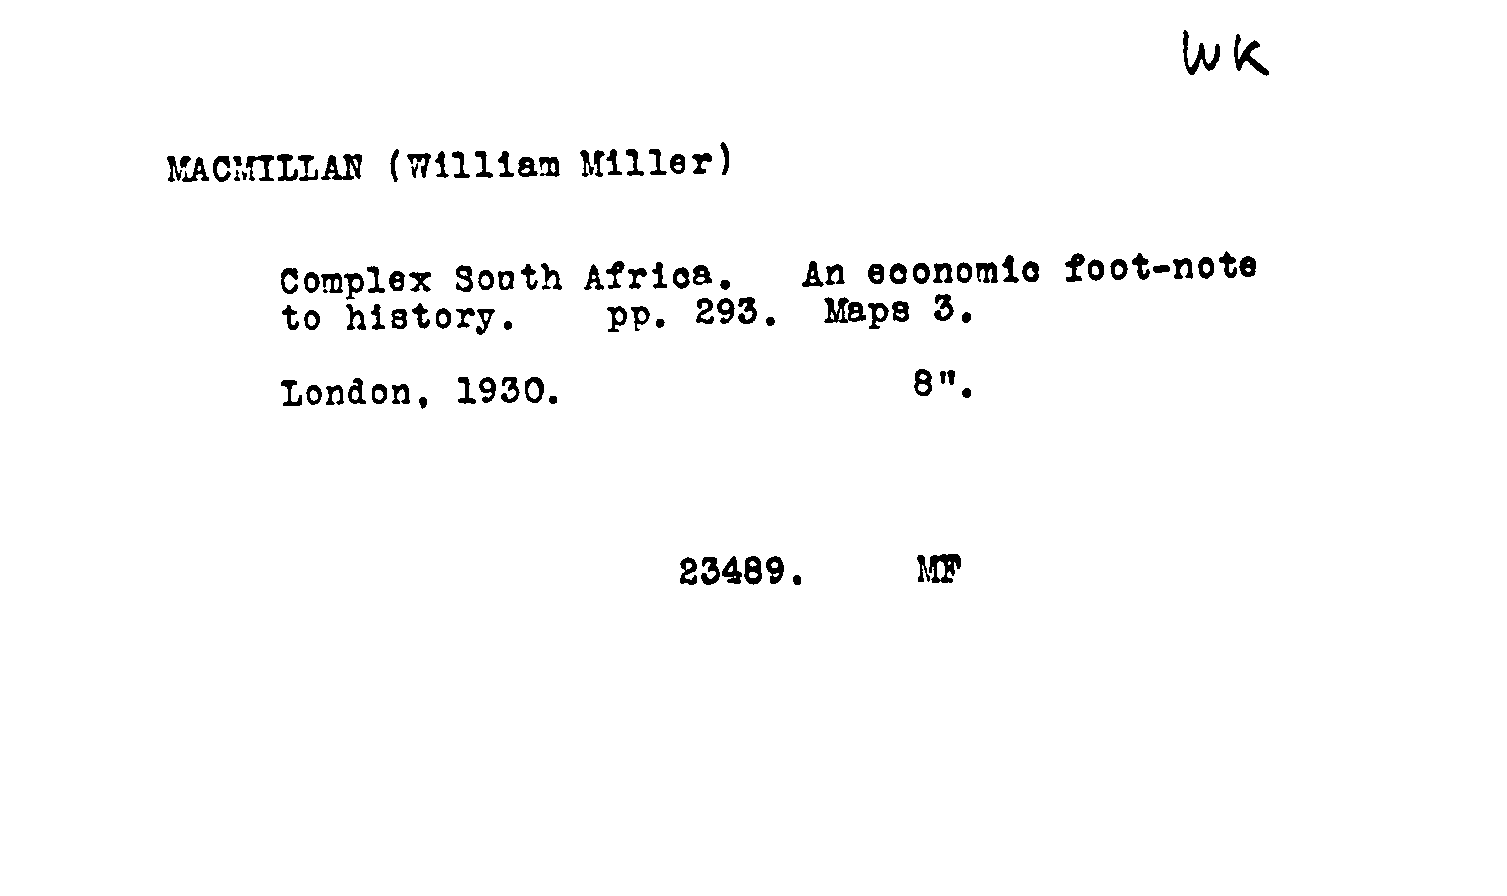 WK
MACMILLAN (William Miller)
Complex South Africa. An economic foot-note
to history. pp. 293. Maps 3.
London, 1930. 8".
23489. MF